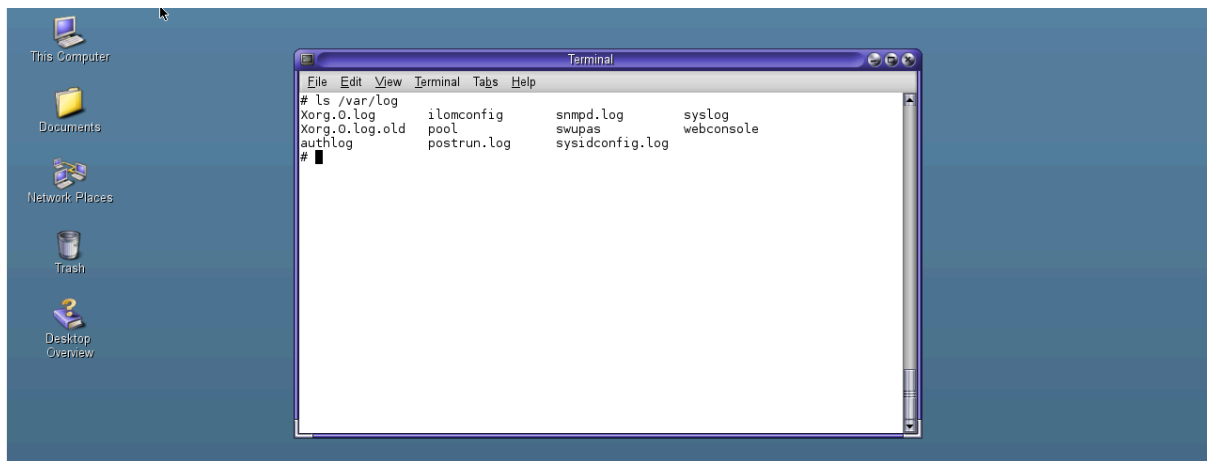 This Computer
Documents
Network Places
Trash
Desktop
Overview
Terminal
File Edit View Terminal Tabs Help
# ls /var/log
Xorg.0.log ilomconfig snmpd.log syslog
Xorg.0.log.old pool swupas webconsole
authlog postrun.log sysidconfig.log
#